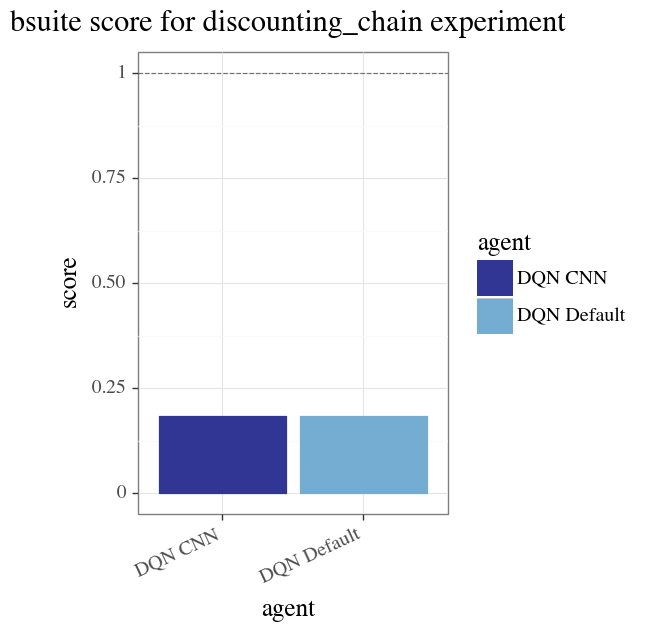 bsuite score for discounting_chain experiment
1
0.75
0.50
0.25
0
score
DQN CNN
DQN Default
agent
agent
DQN CNN
DQN Default